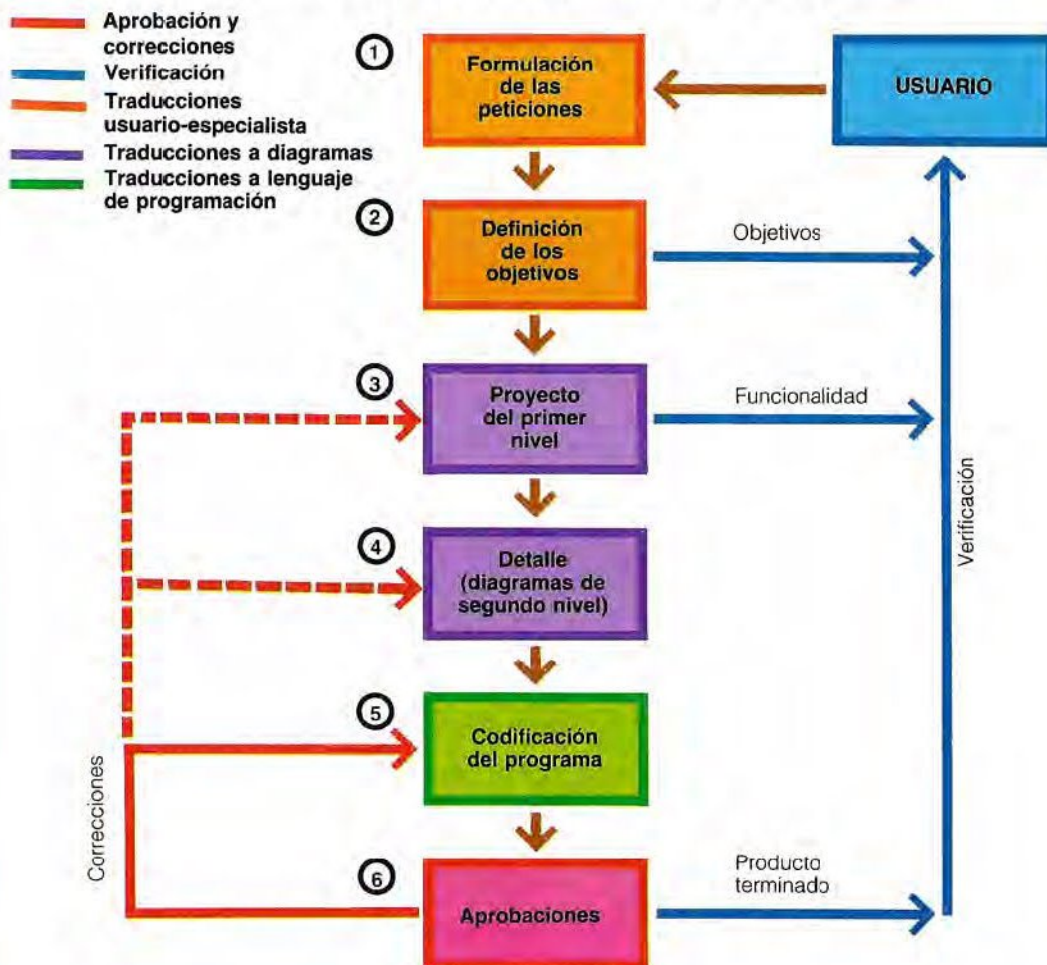 Aprobación y
correcciones
Verificación
Traducciones
usuario-especialista
Traducciones a diagramas
Traducciones a lenguaje
de programación
1
Formulación
de las
peticiones
USUARIO
2
Definición
de los
objetivos
Objetivos
3
Proyecto
del primer
nivel
Funcionalidad
Verificación
4
Detalle
(diagramas de
segundo nivel)
5
Codificación
del programa
Correcciones
6
Aprobaciones
Producto
terminado